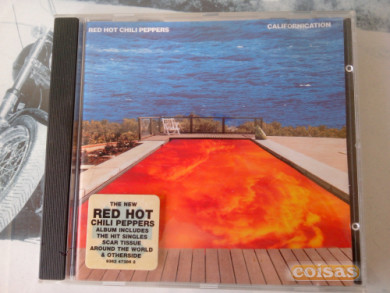 RED HOT CHILI PEPPERS
CALIFORNICATION
THE NEW
RED HOT
CHILI PEPPERS
ALBUM INCLUDES
THE HIT SINGLES
SCAR TISSUE
AROUND THE WORLD
& OTHERSIDE
coisas